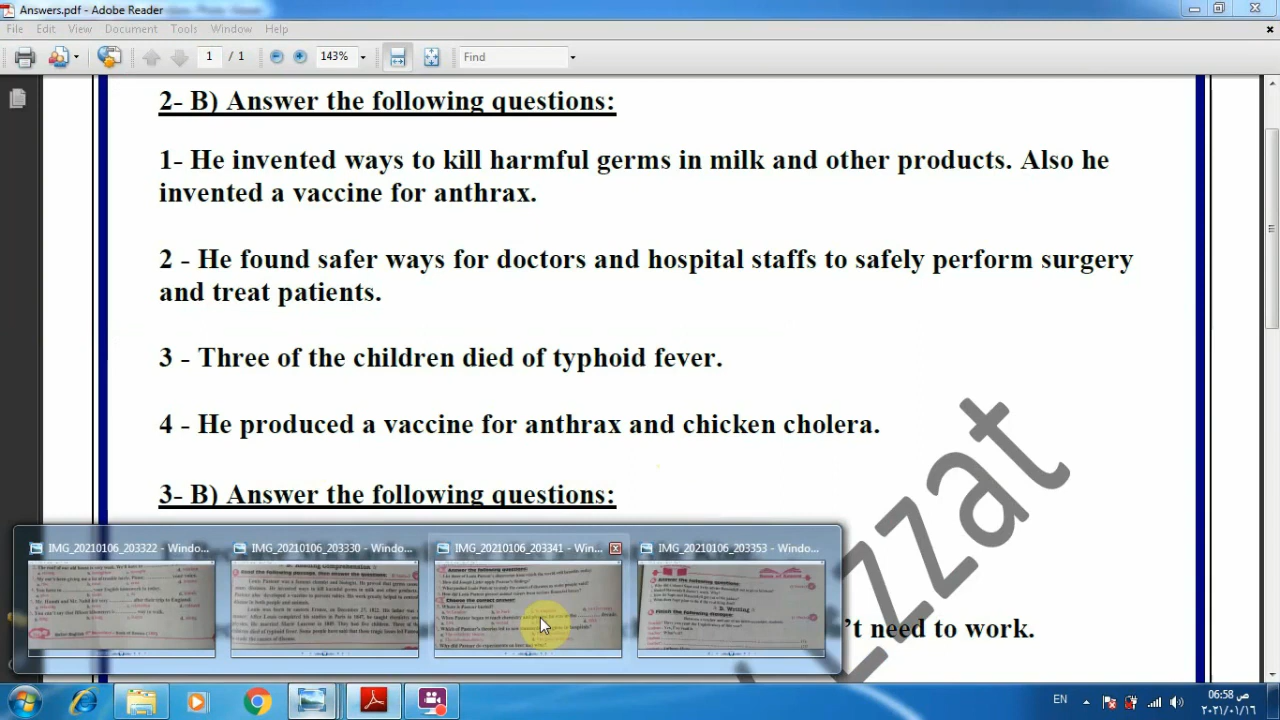 Answers.pdf - Adobe Reader
File Edit View Document Tools Window Help
1 / 1 143% Find
2- B) Answer the following questions:
1- He invented ways to kill harmful germs in milk and other products. Also he
invented a vaccine for anthrax.
2 - He found safer ways for doctors and hospital staffs to safely perform surgery
and treat patients.
3 - Three of the children died of typhoid fever.
4 - He produced a vaccine for anthrax and chicken cholera.
3- B) Answer the following questions:
zzat
IMG_20210106_203322 - Windo...
IMG_20210106_203330 - Windo...
IMG_20210106_203341 - Win...
IMG_20210106_203353 - Windo...
't need to work.
EN
06:58 ص
٢٠٢١/٠١/١٦